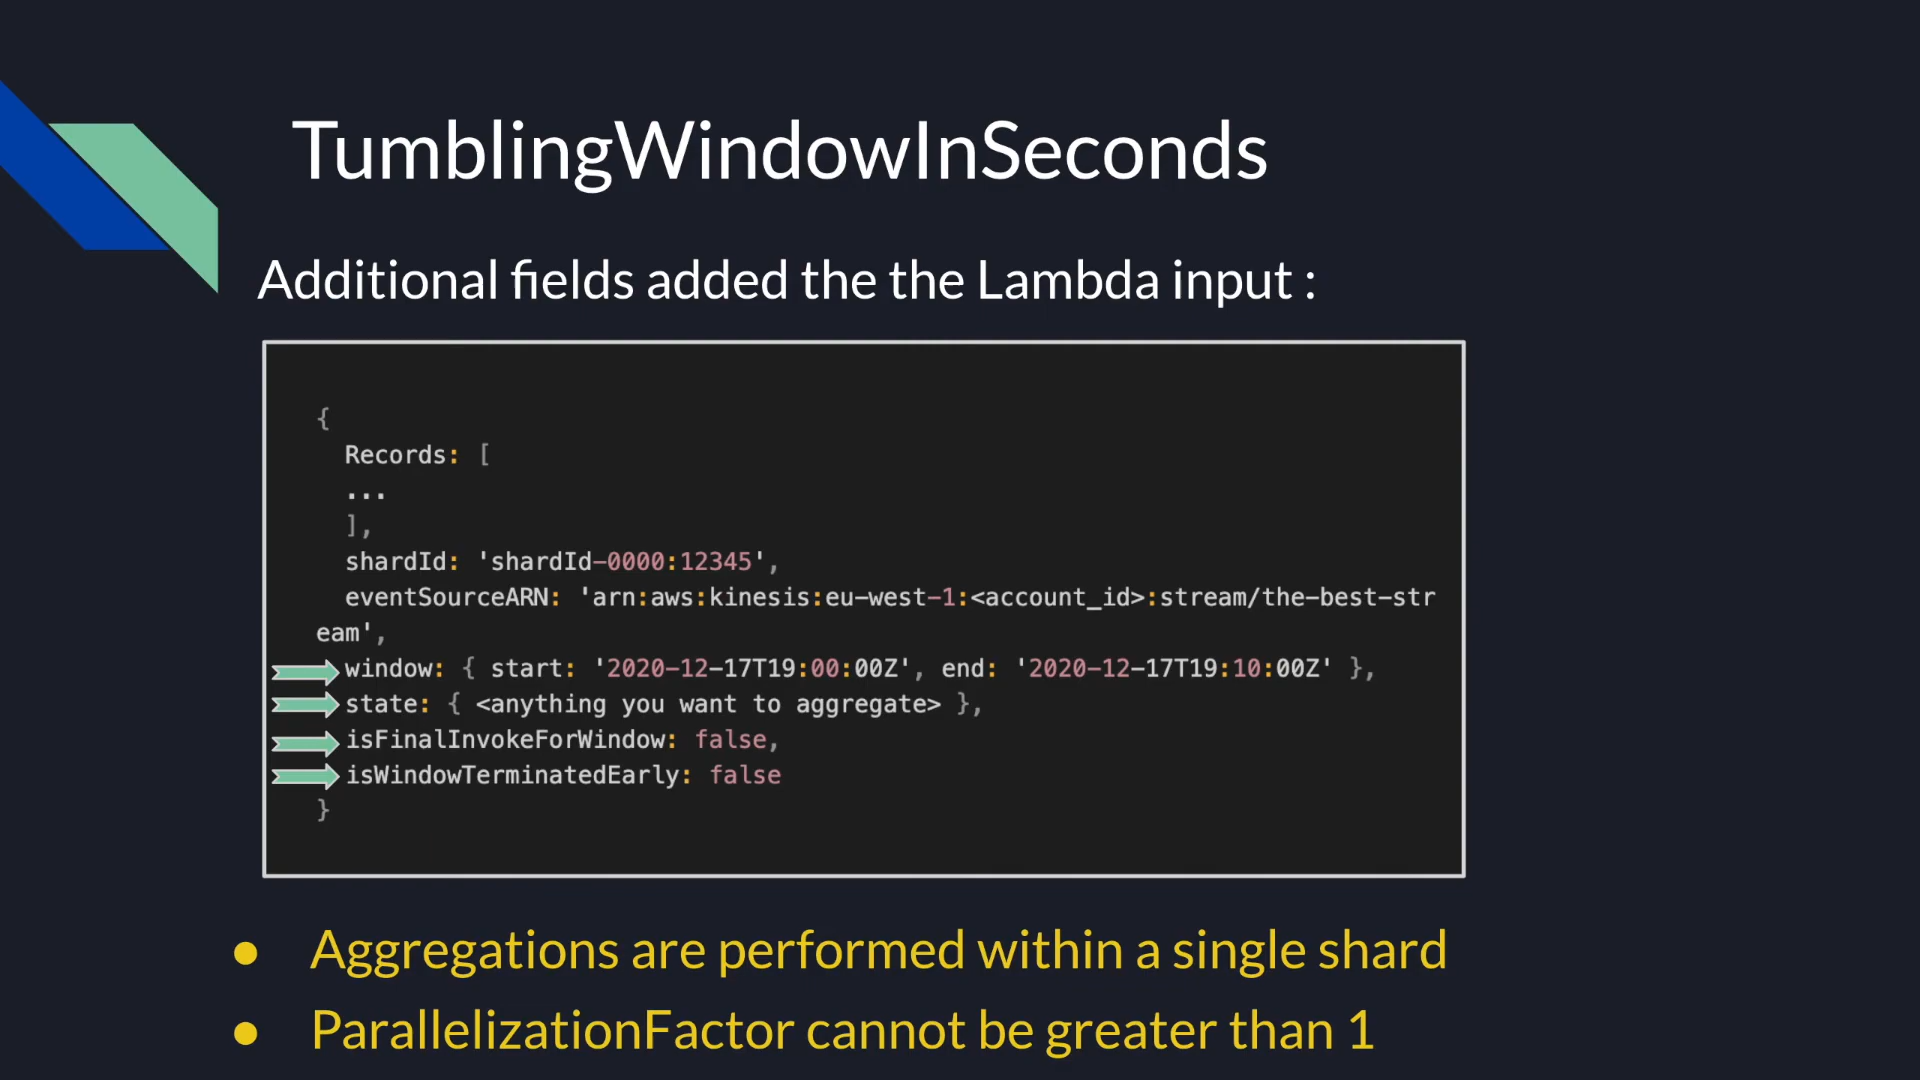 TumblingWindowInSeconds
Additional fields added the the Lambda input :
{
Records: [
...
],
shardId: 'shardId-0000:12345',
eventSourceARN: 'arn:aws:kinesis:eu-west-1:<account_id>:stream/the-best-str
eam',
window: { start: '2020-12-17T19:00:00Z', end: '2020-12-17T19:10:00Z' },
state: { <anything you want to aggregate> },
isFinalInvokeForWindow: false,
isWindowTerminatedEarly: false
}
● Aggregations are performed within a single shard
● ParallelizationFactor cannot be greater than 1